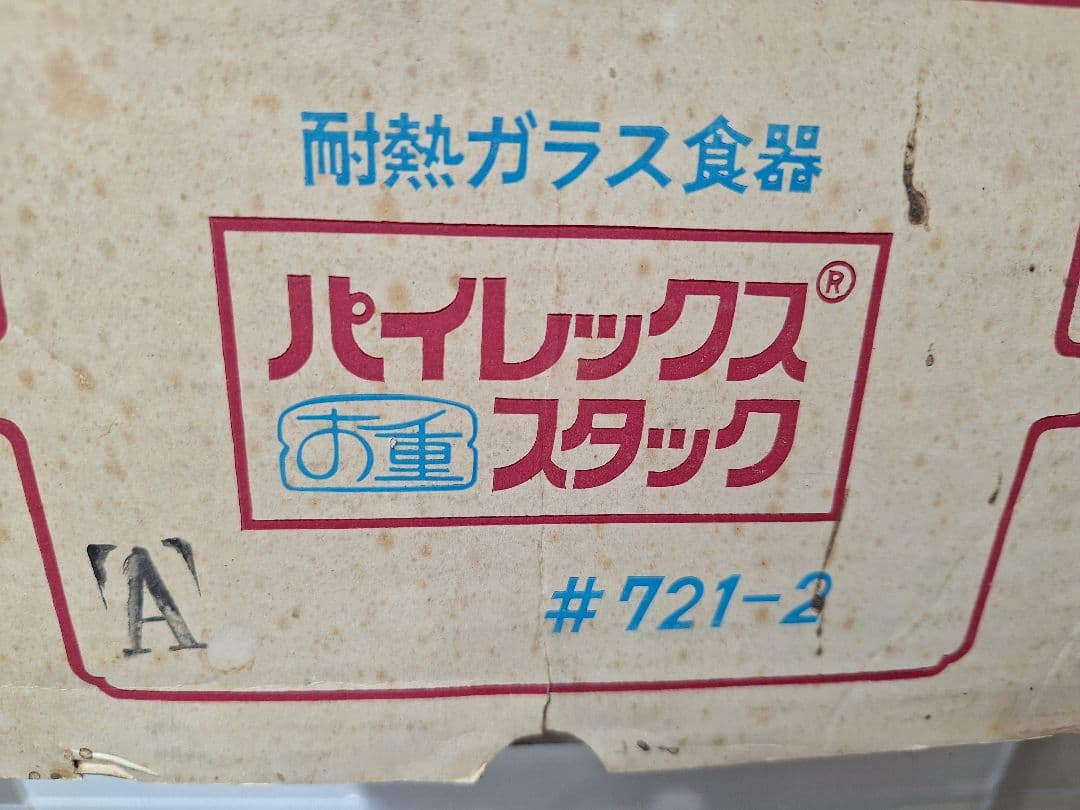 耐熱ガラス食器
パイレックス®
お重 スタック
#721-2
A